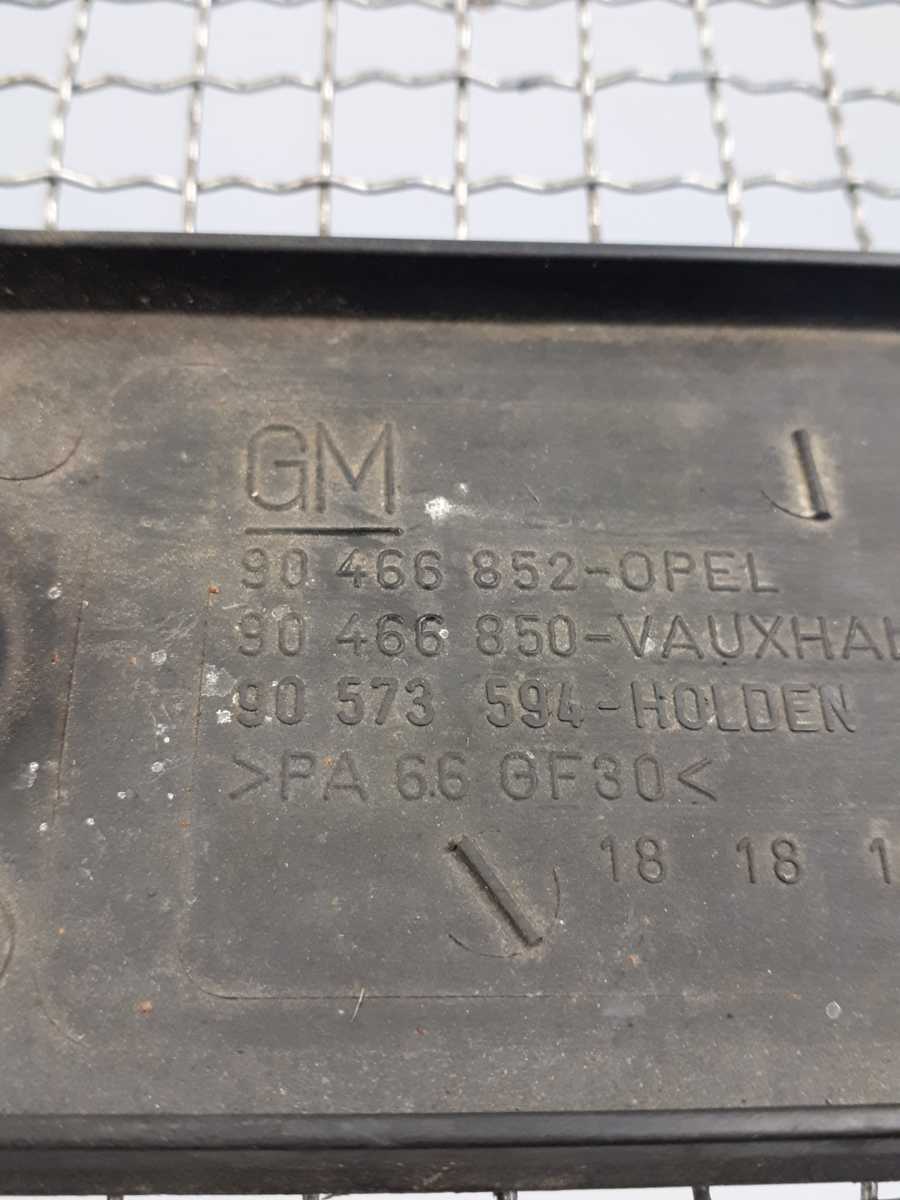 GM
90 466 852-OPEL
90 466 850-VAUXHAL
90 573 594-HOLDEN
>PA 6.6 GF30<
18 18 1